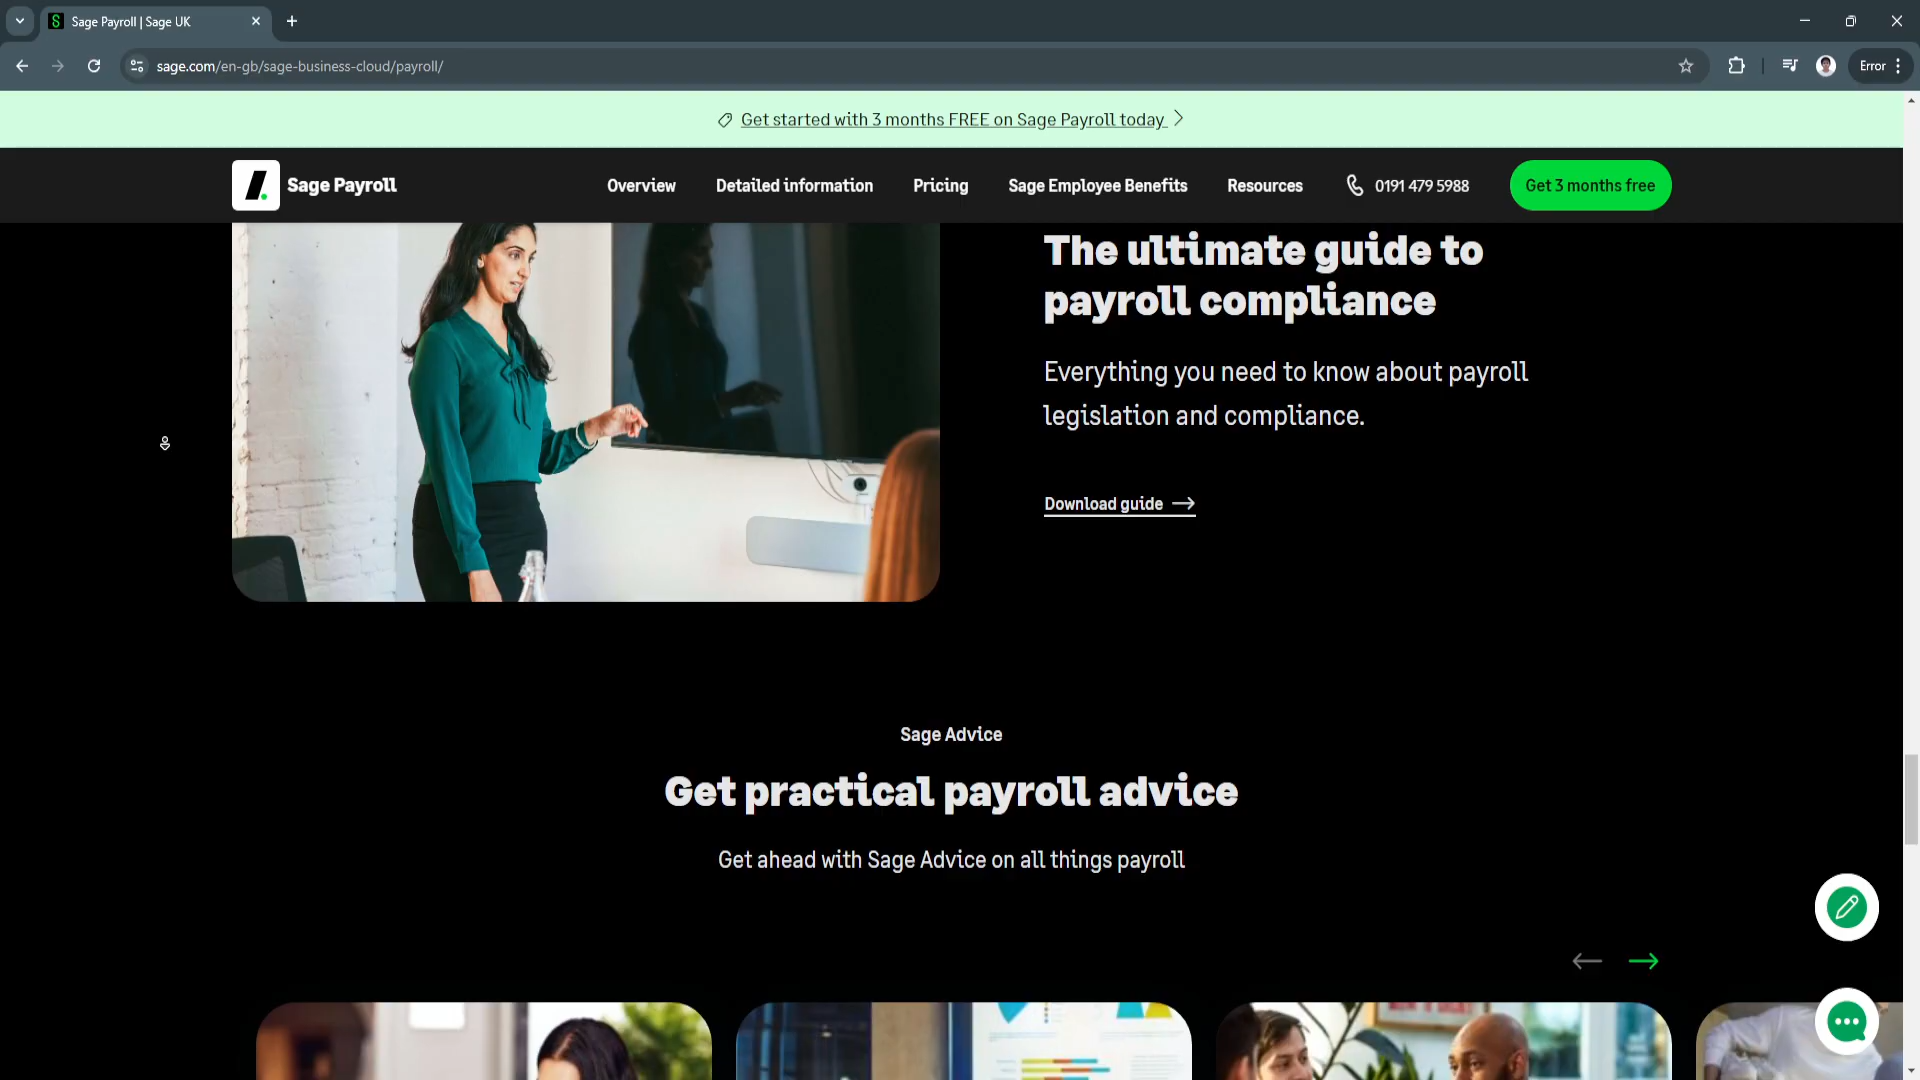 Sage Payroll | Sage UK
sage.com/en-gb/sage-business-cloud/payroll/
Error
Get started with 3 months FREE on Sage Payroll today
Sage Payroll
Overview
Detailed information
Pricing
Sage Employee Benefits
Resources
0191 479 5988
Get 3 months free
The ultimate guide to
payroll compliance
Everything you need to know about payroll
legislation and compliance.
Download guide
Sage Advice
Get practical payroll advice
Get ahead with Sage Advice on all things payroll